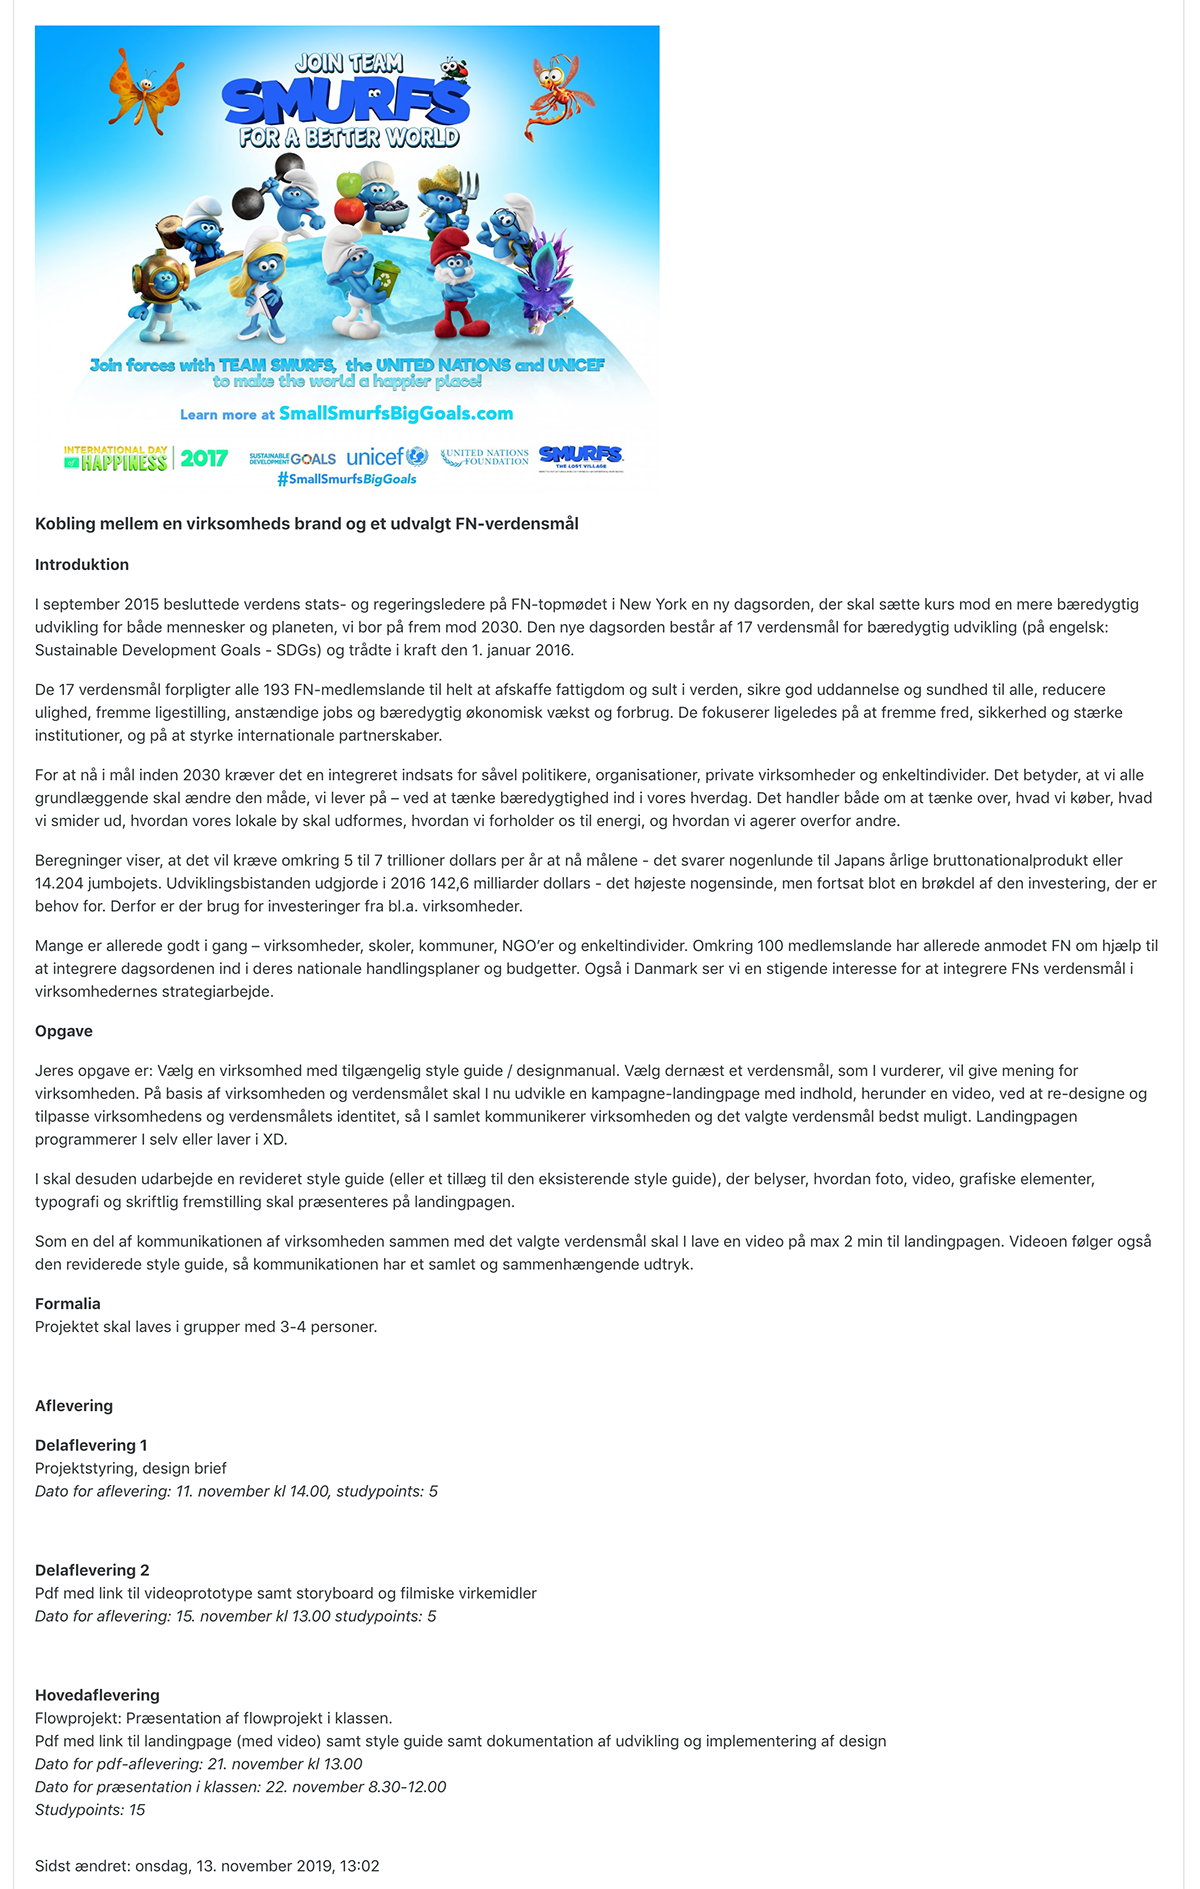 JOIN TEAM
SMURFS
FOR A BETTER WORLD
Join forces with TEAM SMURFS, the UNITED NATIONS and UNICEF
to make the world a happier place!
Learn more at SmallSmurfsBigGoals.com
INTERNATIONAL DAY
of HAPPINESS
2017
SUSTAINABLE
DEVELOPMENT GOALS
unicef
UNITED NATIONS
FOUNDATION
SMURFS
THE LOST VILLAGE
#SmallSmurfsBigGoals
Kobling mellem en virksomheds brand og et udvalgt FN-verdensmål
Introduktion
I september 2015 besluttede verdens stats- og regeringsledere på FN-topmødet i New York en ny dagsorden, der skal sætte kurs mod en mere bæredygtig
udvikling for både mennesker og planeten, vi bor på frem mod 2030. Den nye dagsorden består af 17 verdensmål for bæredygtig udvikling (på engelsk:
Sustainable Development Goals - SDGs) og trådte i kraft den 1. januar 2016.
De 17 verdensmål forpligter alle 193 FN-medlemslande til helt at afskaffe fattigdom og sult i verden, sikre god uddannelse og sundhed til alle, reducere
ulighed, fremme ligestilling, anstændige jobs og bæredygtig økonomisk vækst og forbrug. De fokuserer ligeledes på at fremme fred, sikkerhed og stærke
institutioner, og på at styrke internationale partnerskaber.
For at nå i mål inden 2030 kræver det en integreret indsats for såvel politikere, organisationer, private virksomheder og enkeltindivider. Det betyder, at vi alle
grundlæggende skal ændre den måde, vi lever på – ved at tænke bæredygtighed ind i vores hverdag. Det handler både om at tænke over, hvad vi køber, hvad
vi smider ud, hvordan vores lokale by skal udformes, hvordan vi forholder os til energi, og hvordan vi agerer overfor andre.
Beregninger viser, at det vil kræve omkring 5 til 7 trillioner dollars per år at nå målene - det svarer nogenlunde til Japans årlige bruttonationalprodukt eller
14.204 jumbojets. Udviklingsbistanden udgjorde i 2016 142,6 milliarder dollars - det højeste nogensinde, men fortsat blot en brøkdel af den investering, der er
behov for. Derfor er der brug for investeringer fra bl.a. virksomheder.
Mange er allerede godt i gang – virksomheder, skoler, kommuner, NGO’er og enkeltindivider. Omkring 100 medlemslande har allerede anmodet FN om hjælp til
at integrere dagsordenen ind i deres nationale handlingsplaner og budgetter. Også i Danmark ser vi en stigende interesse for at integrere FNs verdensmål i
virksomhedernes strategiarbejde.
Opgave
Jeres opgave er: Vælg en virksomhed med tilgængelig style guide / designmanual. Vælg dernæst et verdensmål, som I vurderer, vil give mening for
virksomheden. På basis af virksomheden og verdensmålet skal I nu udvikle en kampagne-landingpage med indhold, herunder en video, ved at re-designe og
tilpasse virksomhedens og verdensmålets identitet, så I samlet kommunikerer virksomheden og det valgte verdensmål bedst muligt. Landingpagen
programmerer I selv eller laver i XD.
I skal desuden udarbejde en revideret style guide (eller et tillæg til den eksisterende style guide), der belyser, hvordan foto, video, grafiske elementer,
typografi og skriftlig fremstilling skal præsenteres på landingpagen.
Som en del af kommunikationen af virksomheden sammen med det valgte verdensmål skal I lave en video på max 2 min til landingpagen. Videoen følger også
den reviderede style guide, så kommunikationen har et samlet og sammenhængende udtryk.
Formalia
Projektet skal laves i grupper med 3-4 personer.
Aflevering
Delaflevering 1
Projektstyring, design brief
Dato for aflevering: 11. november kl 14.00, studypoints: 5
Delaflevering 2
Pdf med link til videoprototype samt storyboard og filmiske virkemidler
Dato for aflevering: 15. november kl 13.00 studypoints: 5
Hovedaflevering
Flowprojekt: Præsentation af flowprojekt i klassen.
Pdf med link til landingpage (med video) samt style guide samt dokumentation af udvikling og implementering af design
Dato for pdf-aflevering: 21. november kl 13.00
Dato for præsentation i klassen: 22. november 8.30-12.00
Studypoints: 15
Sidst ændret: onsdag, 13. november 2019, 13:02